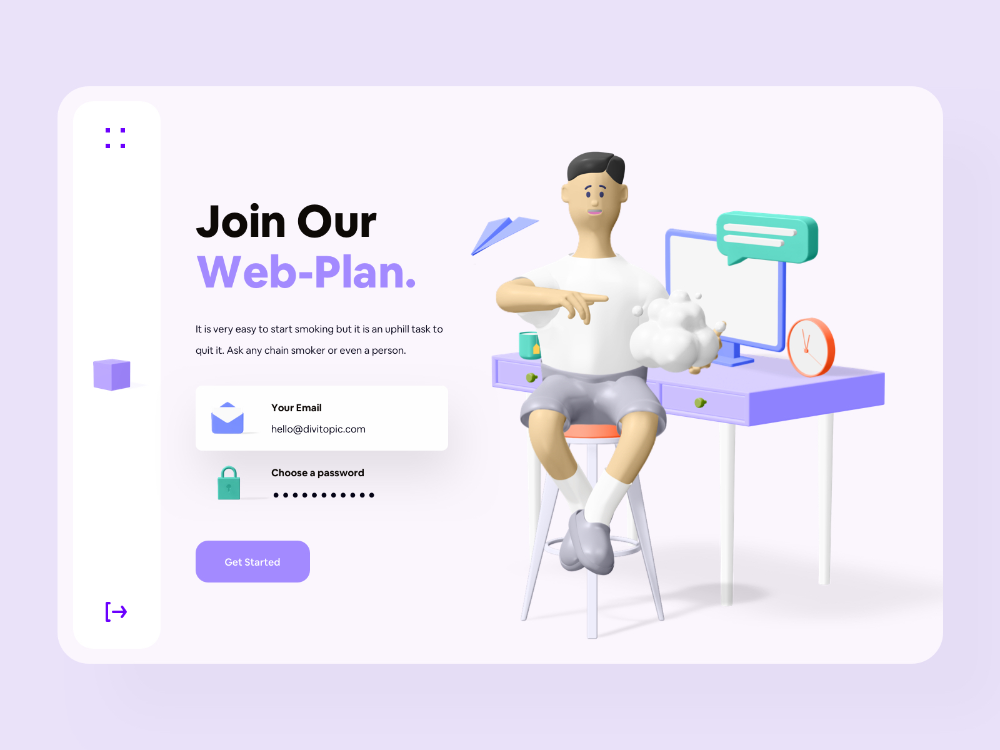 Join Our
Web-Plan.
It is very easy to start smoking but it is an uphill task to
quit it. Ask any chain smoker or even a person.
Your Email
hello@divitopic.com
Choose a password
Get Started